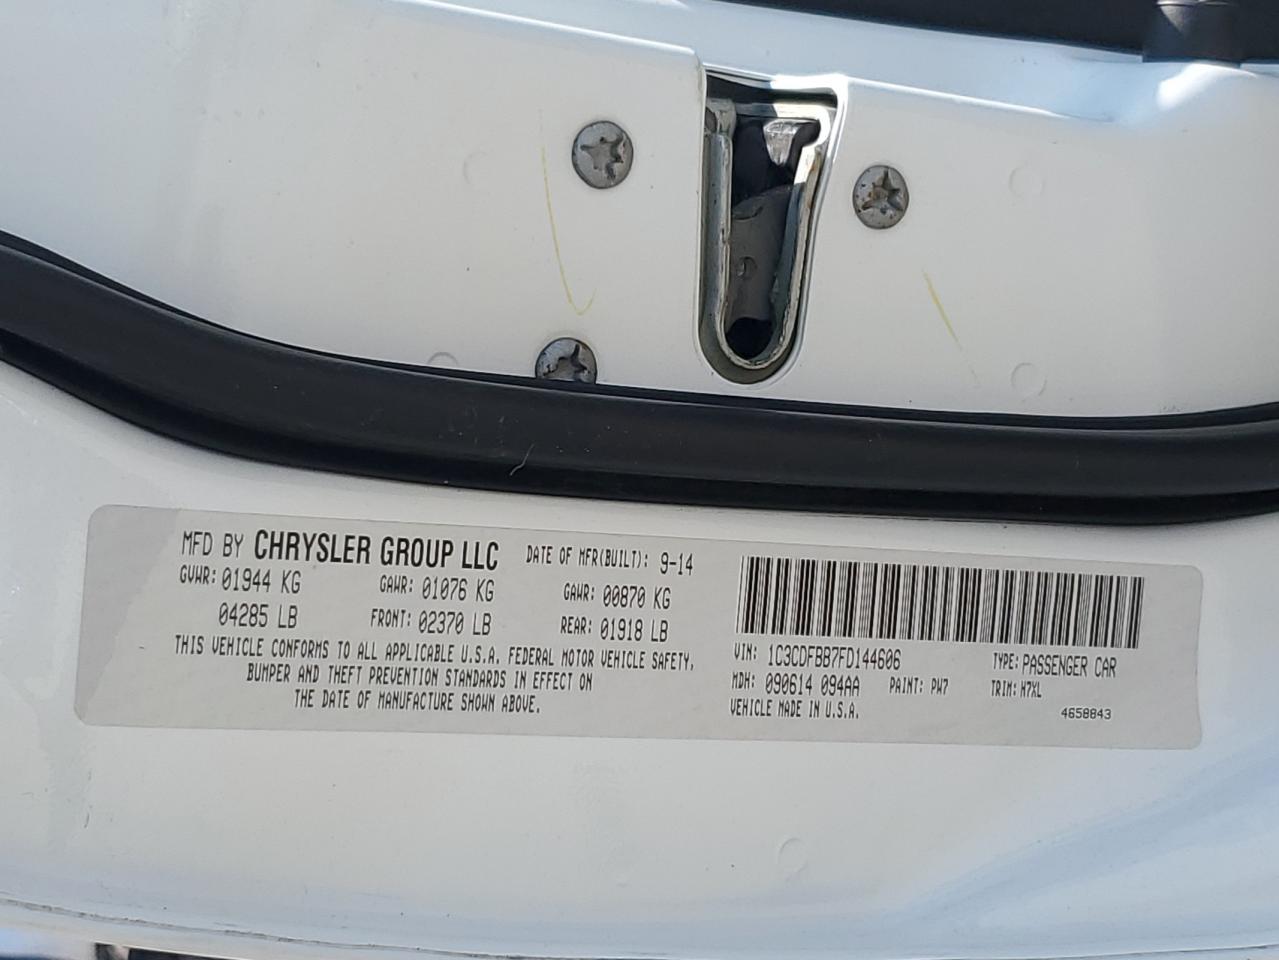 MFD BY CHRYSLER GROUP LLC DATE OF MFR(BUILT): 9-14
GVWR: 01944 KG GAWR: 01076 KG GAWR: 00870 KG
04285 LB FRONT: 02370 LB REAR: 01918 LB
THIS VEHICLE CONFORMS TO ALL APPLICABLE U.S.A. FEDERAL MOTOR VEHICLE SAFETY,
BUMPER AND THEFT PREVENTION STANDARDS IN EFFECT ON
THE DATE OF MANUFACTURE SHOWN ABOVE.
VIN: 1C3CDFBB7FD144606 TYPE: PASSENGER CAR
MDH: 090614 094AA PAINT: PW7 TRIM: H7XL
VEHICLE MADE IN U.S.A. 4658843